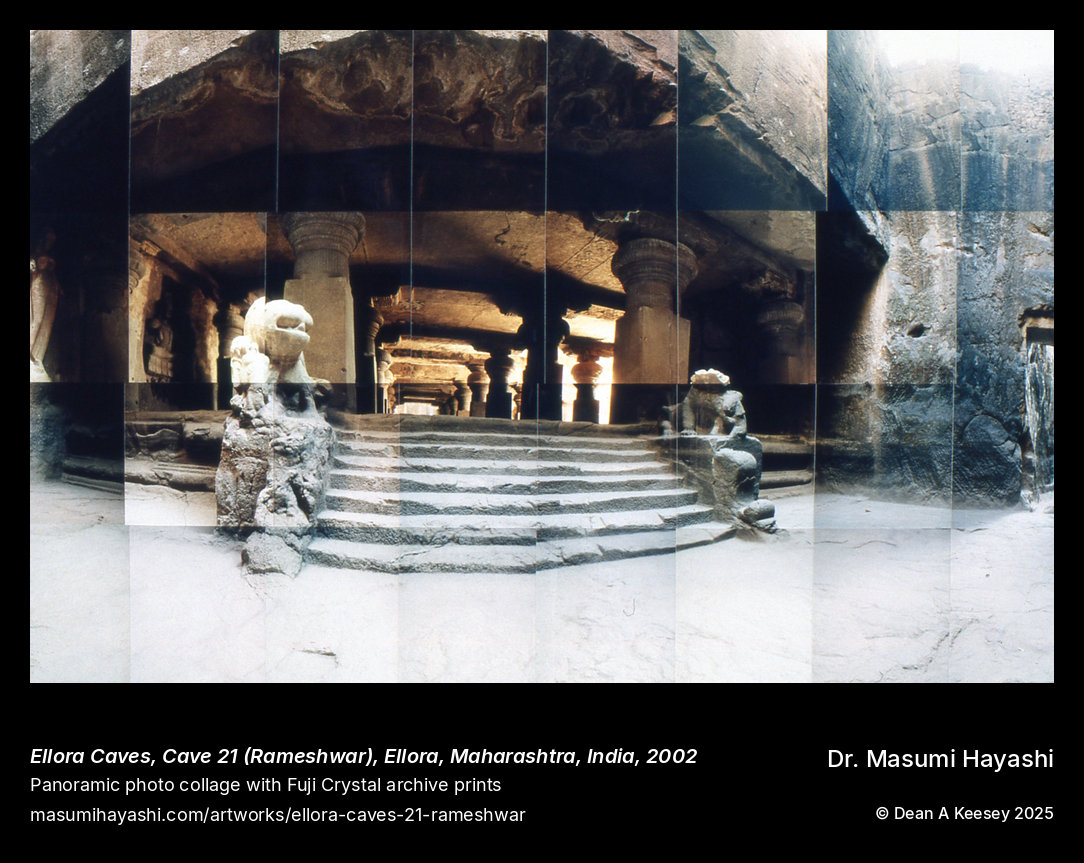 Ellora Caves, Cave 21 (Rameshwar), Ellora, Maharashtra, India, 2002
Panoramic photo collage with Fuji Crystal archive prints
masumihayashi.com/artworks/ellora-caves-21-rameshwar
Dr. Masumi Hayashi
© Dean A Keesey 2025